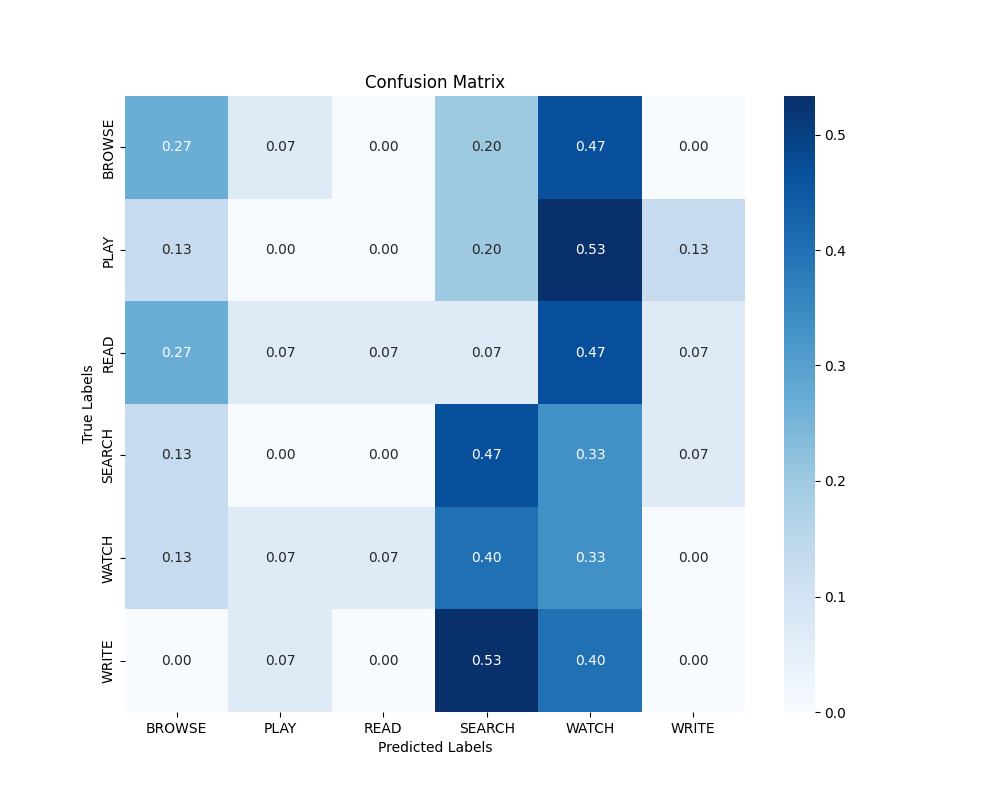 Confusion Matrix
True Labels
BROWSE 0.27 0.07 0.00 0.20 0.47 0.00
PLAY 0.13 0.00 0.00 0.20 0.53 0.13
READ 0.27 0.07 0.07 0.07 0.47 0.07
SEARCH 0.13 0.00 0.00 0.47 0.33 0.07
WATCH 0.13 0.07 0.07 0.40 0.33 0.00
WRITE 0.00 0.07 0.00 0.53 0.40 0.00
BROWSE PLAY READ SEARCH WATCH WRITE
Predicted Labels
0.5
0.4
0.3
0.2
0.1
0.0